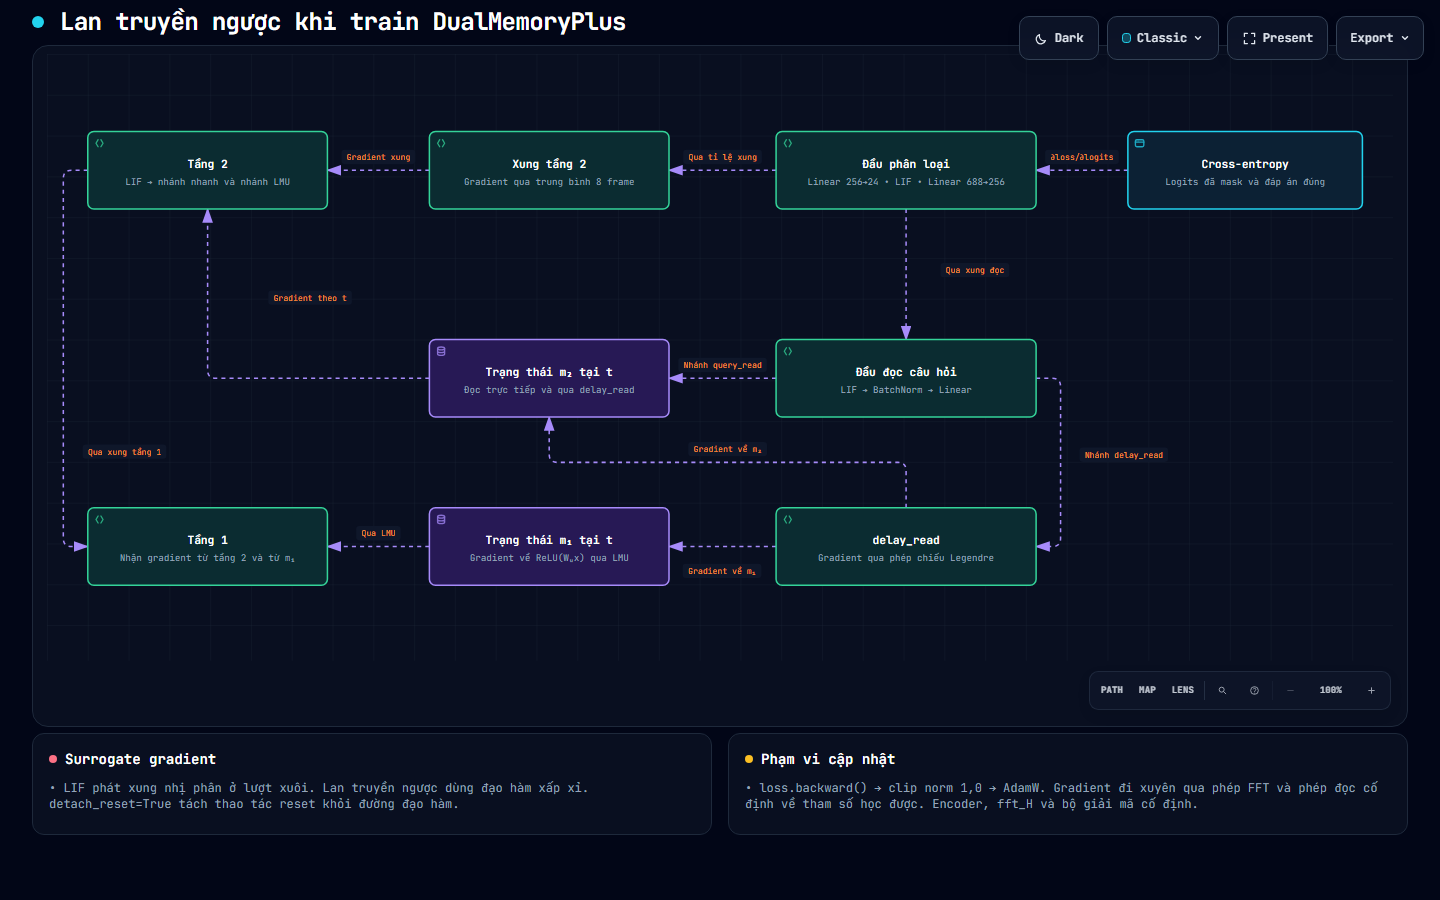 Lan truyền ngược khi train DualMemoryPlus
Dark
Classic
Present
Export
Tầng 2
LIF → nhánh nhanh và nhánh LMU
Gradient xung
Xung tầng 2
Gradient qua trung bình 8 frame
Qua tỉ lệ xung
Đầu phân loại
Linear 256→24 • LIF • Linear 688→256
∂loss/∂logits
Cross-entropy
Logits đã mask và đáp án đúng
Qua xung đọc
Gradient theo t
Trạng thái m₂ tại t
Đọc trực tiếp và qua delay_read
Nhánh query_read
Đầu đọc câu hỏi
LIF → BatchNorm → Linear
Qua xung tầng 1
Gradient về m₂
Nhánh delay_read
Tầng 1
Nhận gradient từ tầng 2 và từ m₁
Qua LMU
Trạng thái m₁ tại t
Gradient về ReLU(Wᵤx) qua LMU
Gradient về m₁
delay_read
Gradient qua phép chiếu Legendre
PATH MAP LENS
100%
Surrogate gradient
• LIF phát xung nhị phân ở lượt xuôi. Lan truyền ngược dùng đạo hàm xấp xỉ.
detach_reset=True tách thao tác reset khỏi đường đạo hàm.
Phạm vi cập nhật
• loss.backward() → clip norm 1,0 → AdamW. Gradient đi xuyên qua phép FFT và phép đọc cố
định về tham số học được. Encoder, fft_H và bộ giải mã cố định.